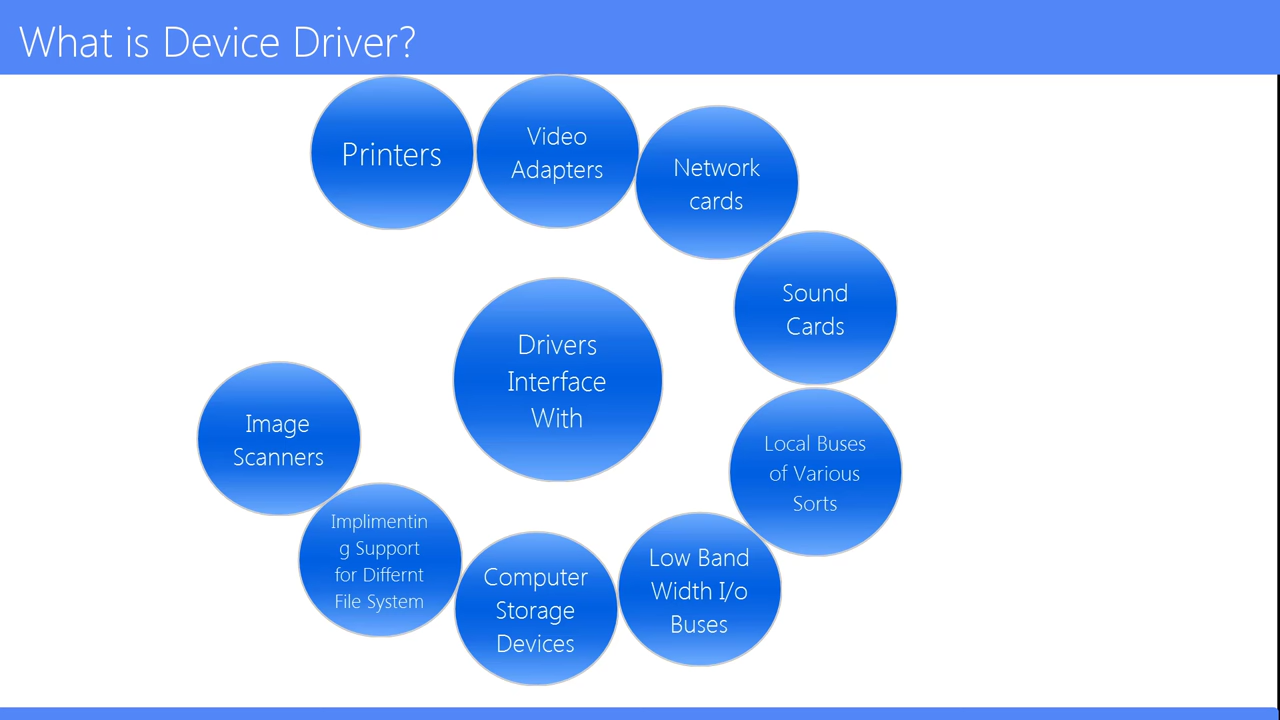 What is Device Driver?
Printers
Video
Adapters
Network
cards
Sound
Cards
Local Buses
of Various
Sorts
Low Band
Width I/o
Buses
Computer
Storage
Devices
Implimentin
g Support
for Differnt
File System
Image
Scanners
Drivers
Interface
With